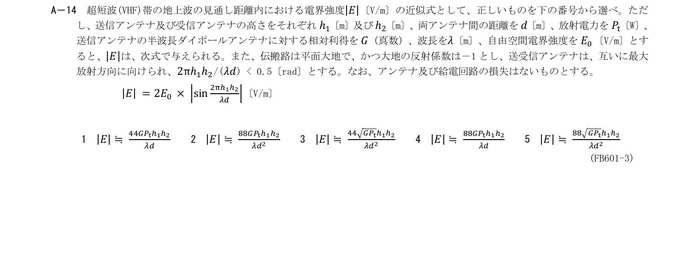 A－14　超短波(VHF)帯の地上波の見通し距離内における電界強度|E|〔V/m〕の近似式として、正しいものを下の番号から選べ。ただ
し、送信アンテナ及び受信アンテナの高さをそれぞれ h₁〔m〕及び h₂〔m〕、両アンテナ間の距離を d〔m〕、放射電力を Pₜ〔W〕、
送信アンテナの半波長ダイポールアンテナに対する相対利得を G（真数）、波長を λ〔m〕、自由空間電界強度を E₀〔V/m〕とす
ると、|E|は、次式で与えられる。また、伝搬路は平面大地で、かつ大地の反射係数は－1とし、送受信アンテナは、互いに最大
放射方向に向けられ、2πh₁h₂/(λd) < 0.5〔rad〕とする。なお、アンテナ及び給電回路の損失はないものとする。
|E| = 2E₀ × |sin 2πh₁h₂/λd|〔V/m〕
1　|E|≒ 44GPₜh₁h₂/λd　2　|E|≒ 88GPₜh₁h₂/λd²　3　|E|≒ 44√GPₜh₁h₂/λd²　4　|E|≒ 88GPₜh₁h₂/λd　5　|E|≒ 88√GPₜh₁h₂/λd²
(FB601-3)